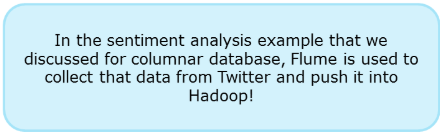 In the sentiment analysis example that we
discussed for columnar database, Flume is used to
collect that data from Twitter and push it into
Hadoop!